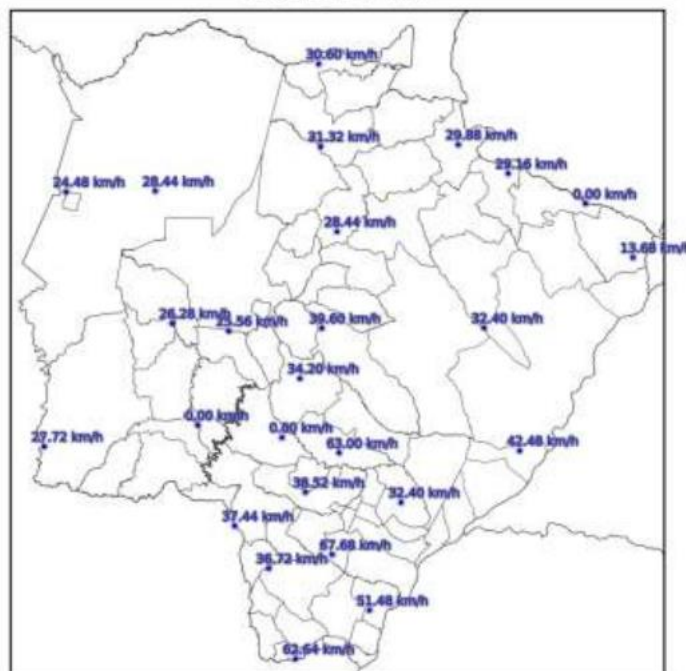 30.60 km/h
31.32 km/h
29.88 km/h
29.16 km/h
24.48 km/h
28.44 km/h
0.00 km/h
28.44 km/h
13.68 km/h
26.28 km/h
39.60 km/h
32.40 km/h
34.20 km/h
0.00 km/h
27.72 km/h
63.00 km/h
42.48 km/h
38.52 km/h
32.40 km/h
37.44 km/h
67.68 km/h
36.72 km/h
51.48 km/h
62.64 km/h